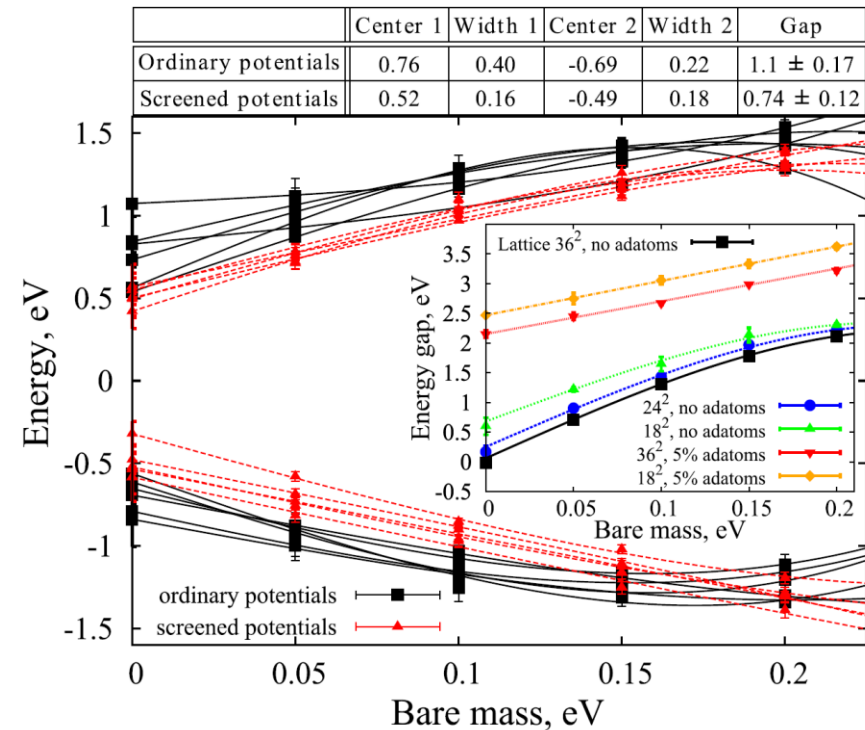 Center 1 Width 1 Center 2 Width 2 Gap
Ordinary potentials 0.76 0.40 -0.69 0.22 1.1 ± 0.17
Screened potentials 0.52 0.16 -0.49 0.18 0.74 ± 0.12
1.5
1
0.5
0
-0.5
-1
-1.5
Energy, eV
0 0.05 0.1 0.15 0.2
Bare mass, eV
ordinary potentials
screened potentials
Lattice 36², no adatoms
3.5
3
2.5
2
1.5
1
0.5
0
-0.5
Energy gap, eV
24², no adatoms
18², no adatoms
36², 5% adatoms
18², 5% adatoms
0 0.05 0.1 0.15 0.2
Bare mass, eV